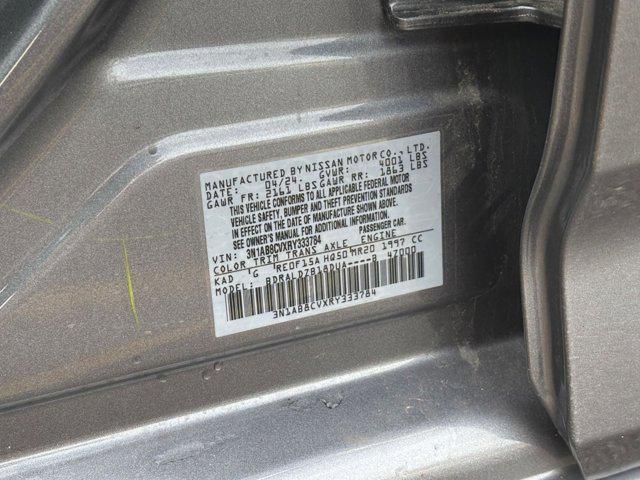 MANUFACTURED BY NISSAN MOTOR CO., LTD.
DATE: 04/24. GVWR: 4001 LBS
GAWR FR: 2161 LBS GAWR RR: 1863 LBS
THIS VEHICLE CONFORMS TO ALL APPLICABLE FEDERAL MOTOR
VEHICLE SAFETY, BUMPER AND THEFT PREVENTION STANDARDS
IN EFFECT ON THE DATE OF MANUFACTURE SHOWN ABOVE.
SEE OWNER'S MANUAL FOR ADDITIONAL INFORMATION.
VIN: 3N1AB8CVXRY333784 PASSENGER CAR.
COLOR TRIM TRANS AXLE ENGINE
KAD G RE0F15A HQ50 MR20 1997 CC
MODEL: BDRALDZB18DUA----B 47000
3N1AB8CVXRY333784